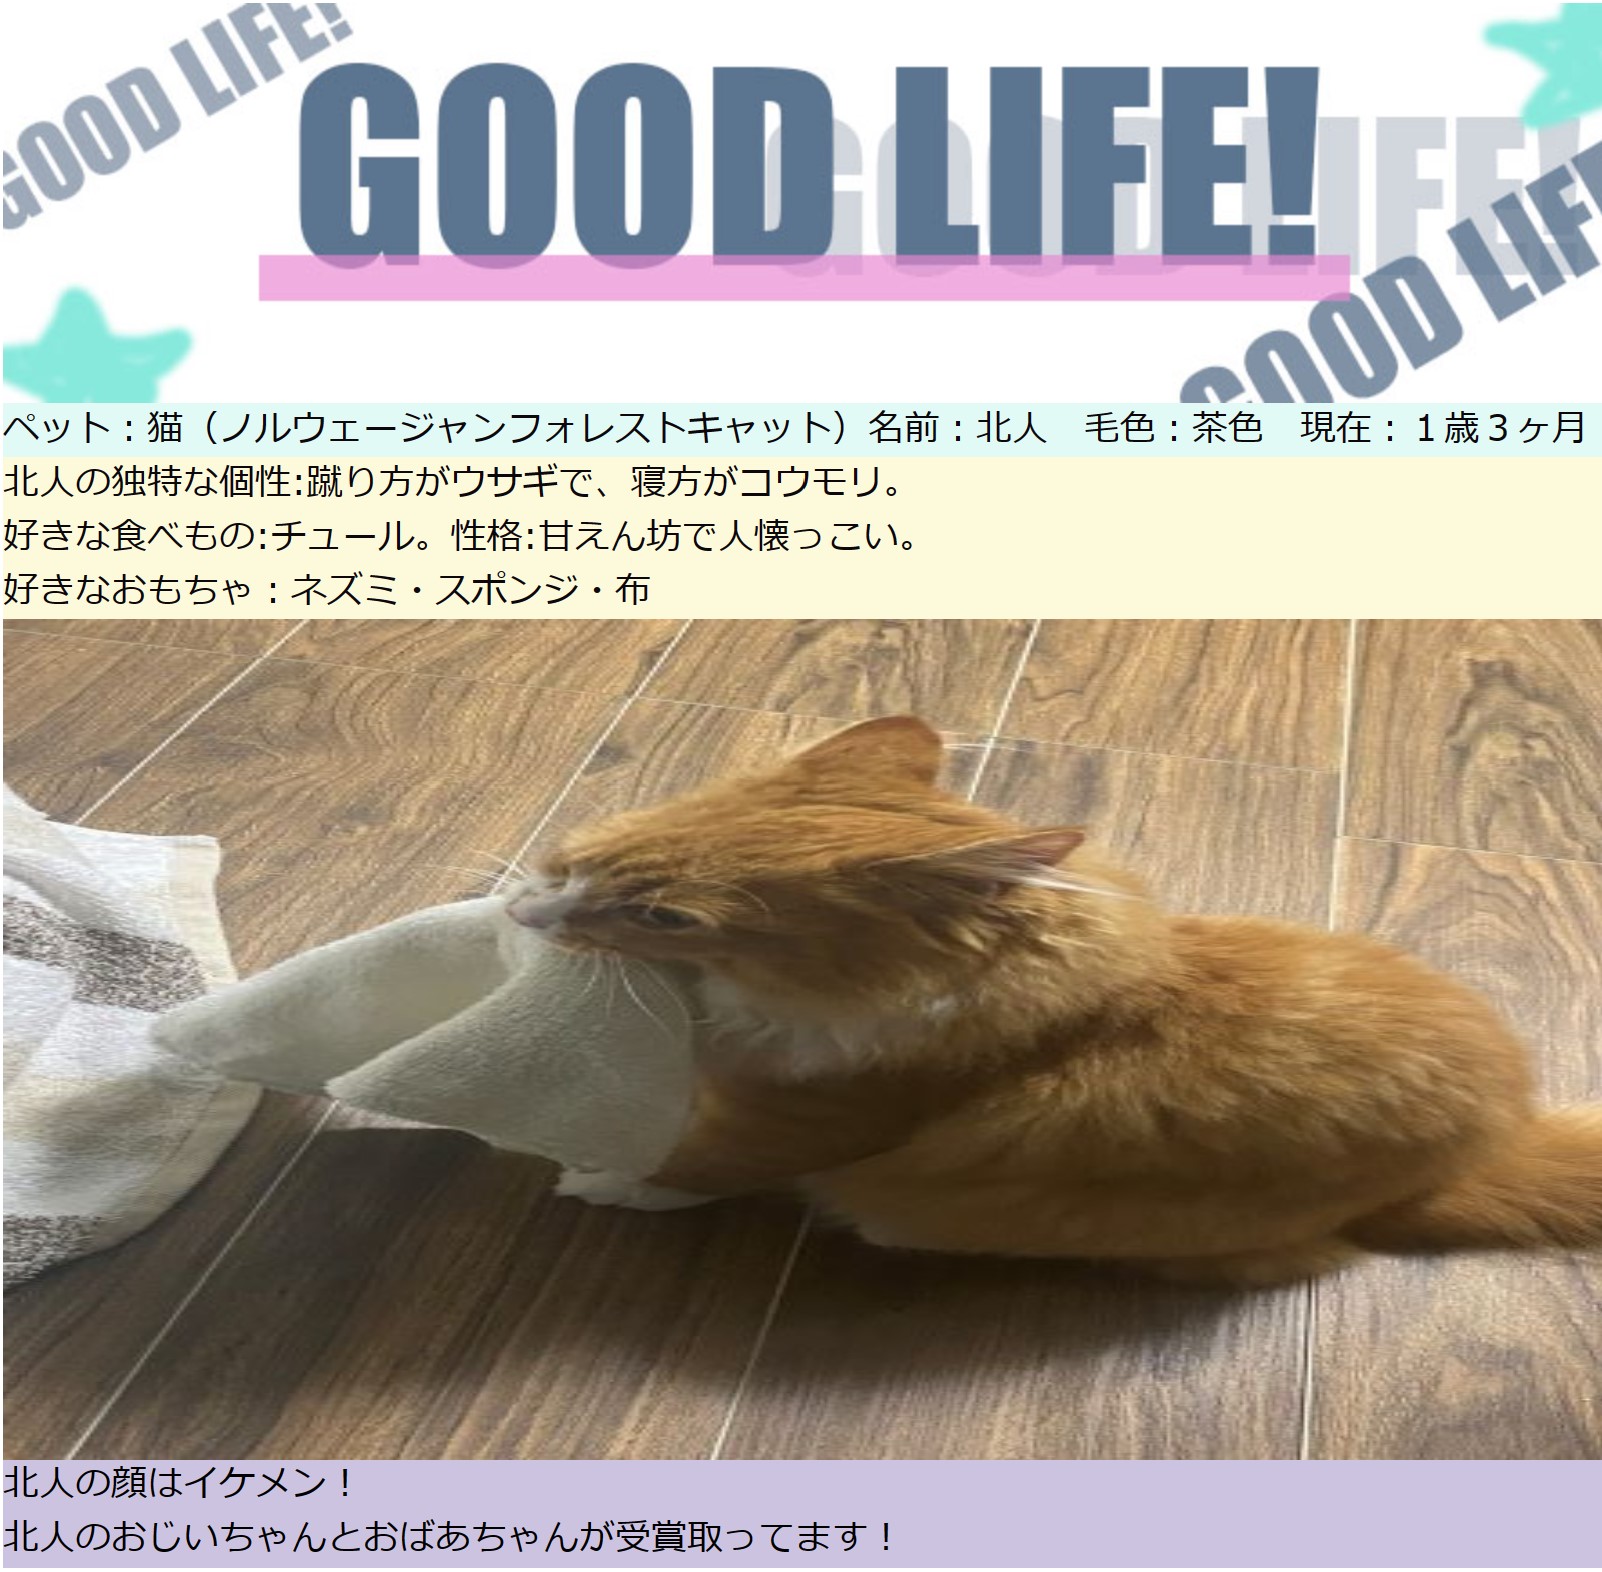 GOOD LIFE!
GOOD LIFE!
GOOD LIFE!
GOOD LIFE!
ペット：猫（ノルウェージャンフォレストキャット）名前：北人　毛色：茶色　現在：１歳３ヶ月
北人の独特な個性:蹴り方がウサギで、寝方がコウモリ。
好きな食べもの:チュール。性格:甘えん坊で人懐っこい。
好きなおもちゃ：ネズミ・スポンジ・布
北人の顔はイケメン！
北人のおじいちゃんとおばあちゃんが受賞取ってます！